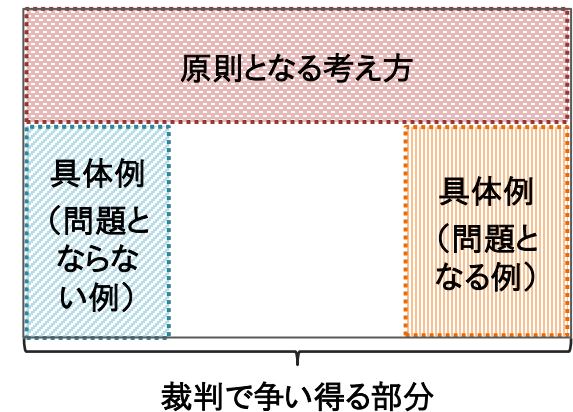 原則となる考え方
具体例
（問題と
ならな
い例）
具体例
（問題と
なる例）
裁判で争い得る部分